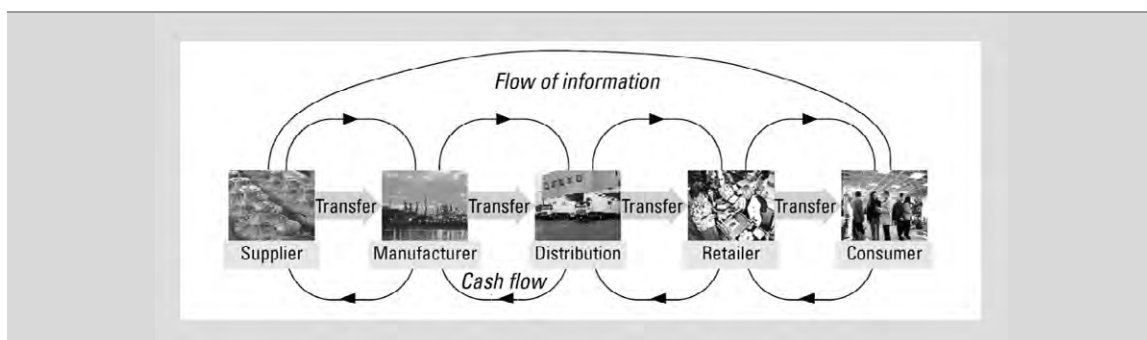 Flow of information
Transfer
Transfer
Transfer
Transfer
Supplier
Manufacturer
Distribution
Retailer
Consumer
Cash flow